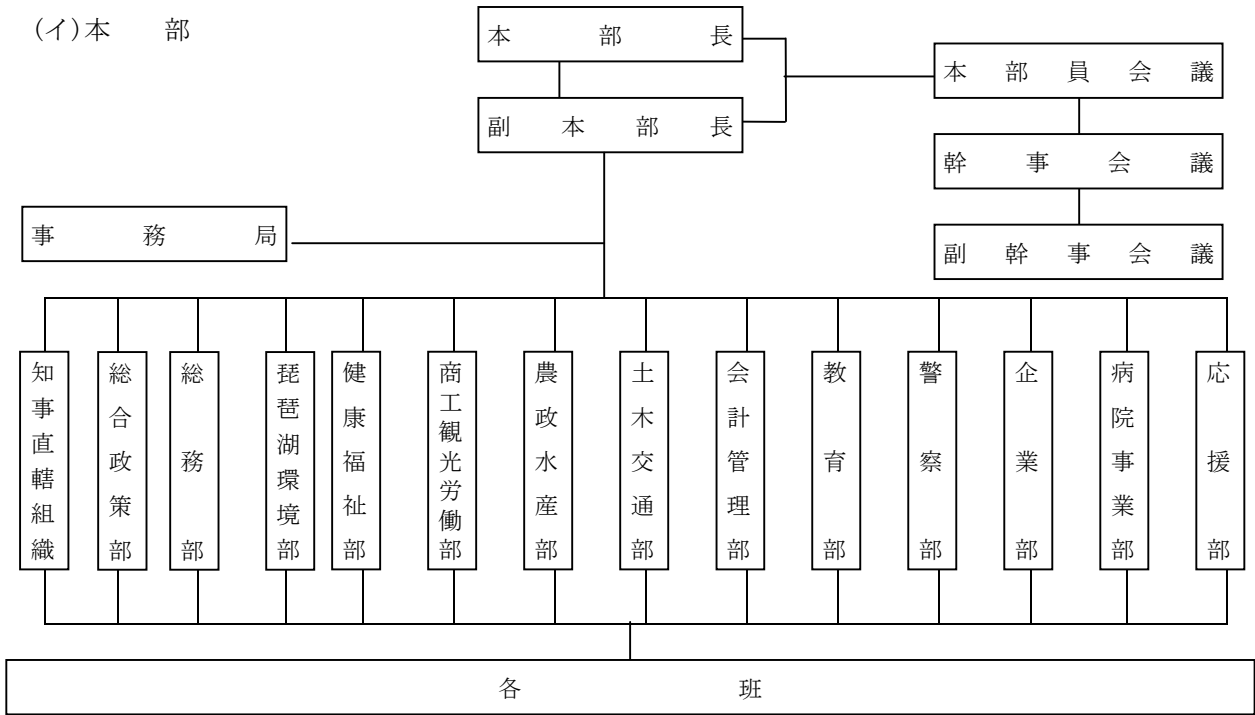 (イ)本　部
本部長
本部員会議
副本部長
幹事会議
事務局
副幹事会議
知事直轄組織
総合政策部
総務部
琵琶湖環境部
健康福祉部
商工観光労働部
農政水産部
土木交通部
会計管理部
教育部
警察部
企業部
病院事業部
応援部
各班